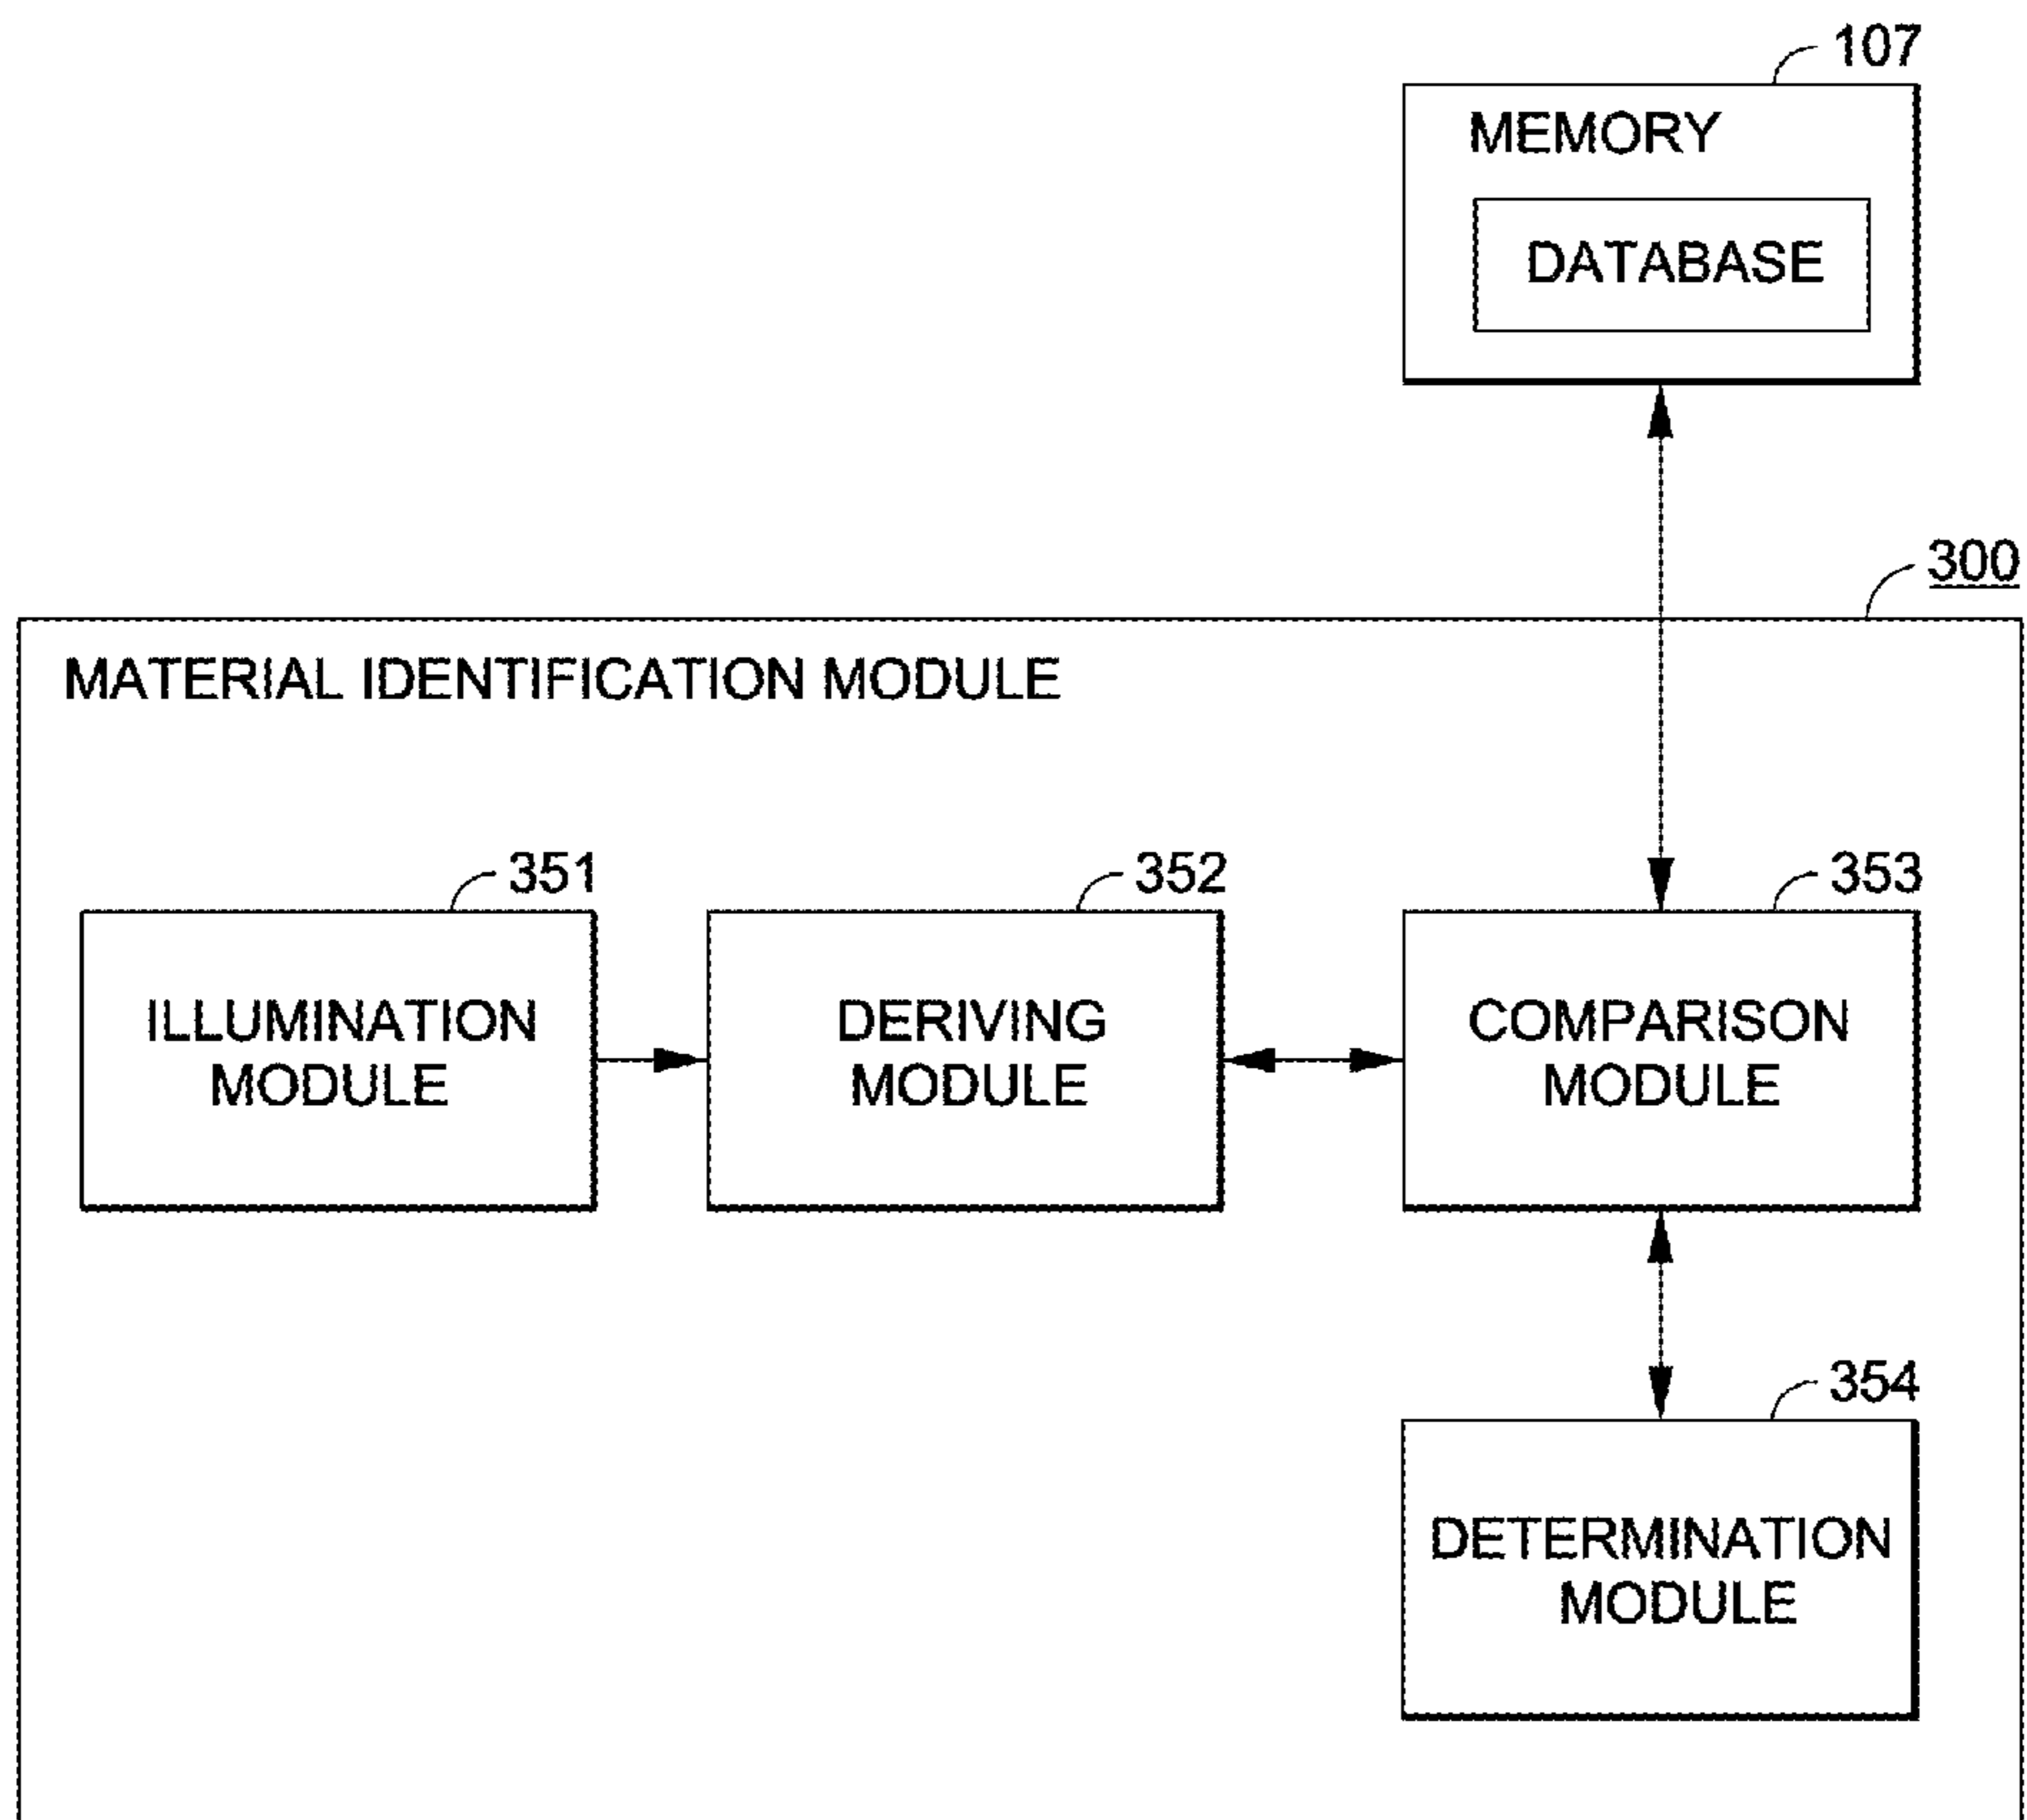 107
MEMORY
DATABASE
300
MATERIAL IDENTIFICATION MODULE
351
352
353
ILLUMINATION
MODULE
DERIVING
MODULE
COMPARISON
MODULE
354
DETERMINATION
MODULE